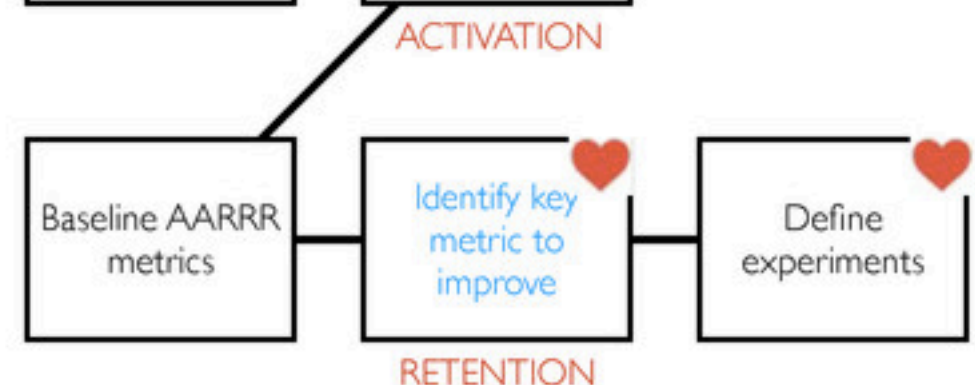 ACTIVATION
Baseline AARRR
metrics
Identify key
metric to
improve
Define
experiments
RETENTION